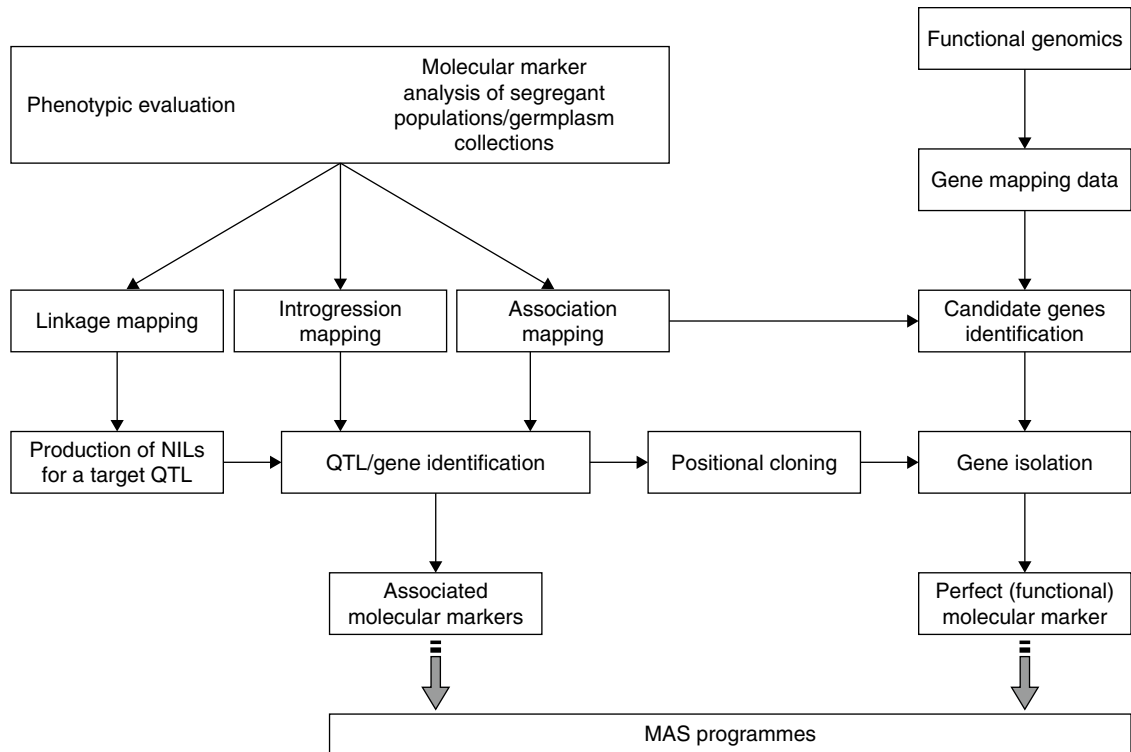 Functional genomics
Phenotypic evaluation
Molecular marker
analysis of segregant
populations/germplasm
collections
Gene mapping data
Linkage mapping
Introgression
mapping
Association
mapping
Candidate genes
identification
Production of NILs
for a target QTL
QTL/gene identification
Positional cloning
Gene isolation
Associated
molecular markers
Perfect (functional)
molecular marker
MAS programmes